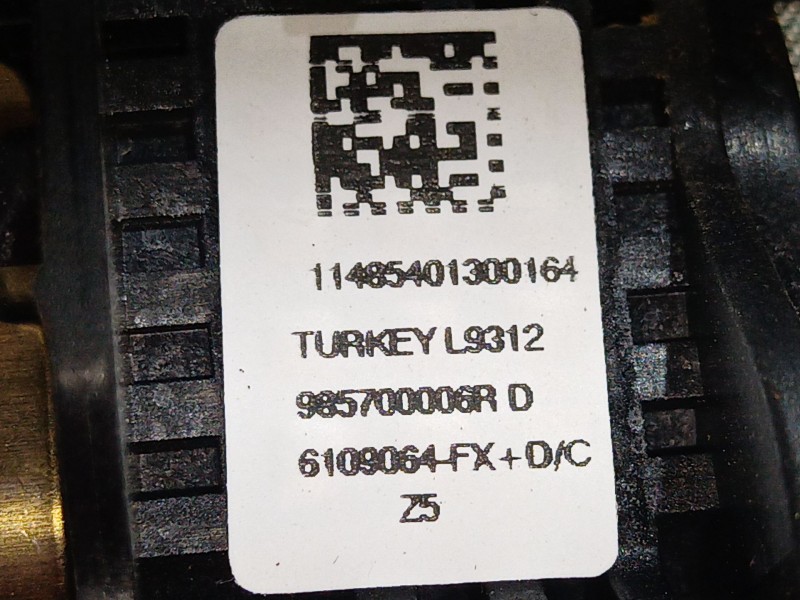 11485401300164
TURKEY L9312
985700006R D
6109064-FX+D/C
Z5